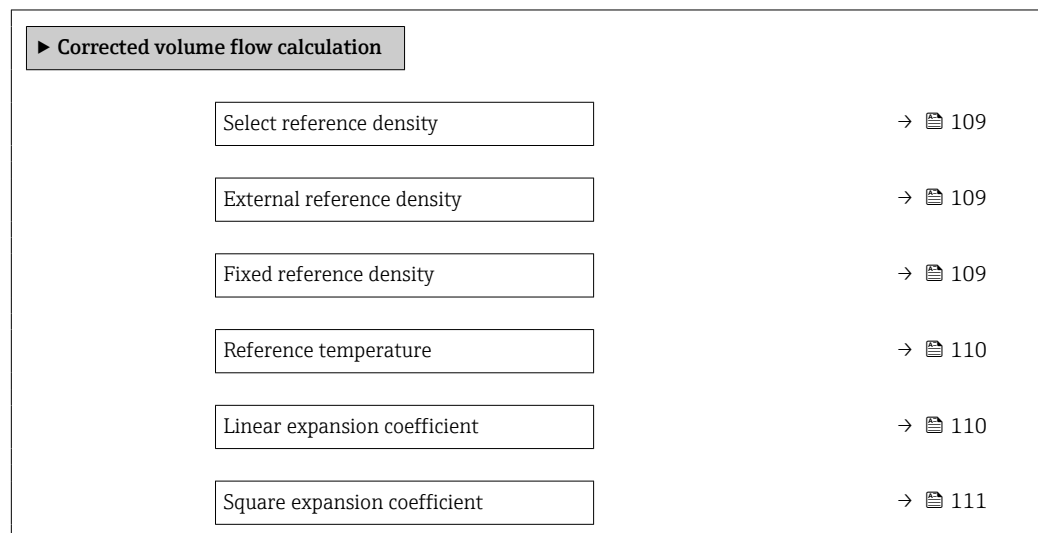 ▶ Corrected volume flow calculation
Select reference density → 109
External reference density → 109
Fixed reference density → 109
Reference temperature → 110
Linear expansion coefficient → 110
Square expansion coefficient → 111